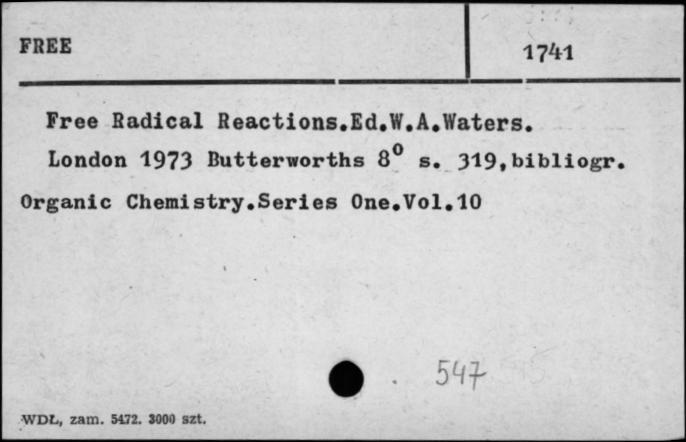 FREE
1741
Free Radical Reactions.Ed.W.A.Waters.
London 1973 Butterworths 8° s. 319,bibliogr.
Organic Chemistry.Series One.Vol.10
547
WDŁ, zam. 5472. 3000 szt.